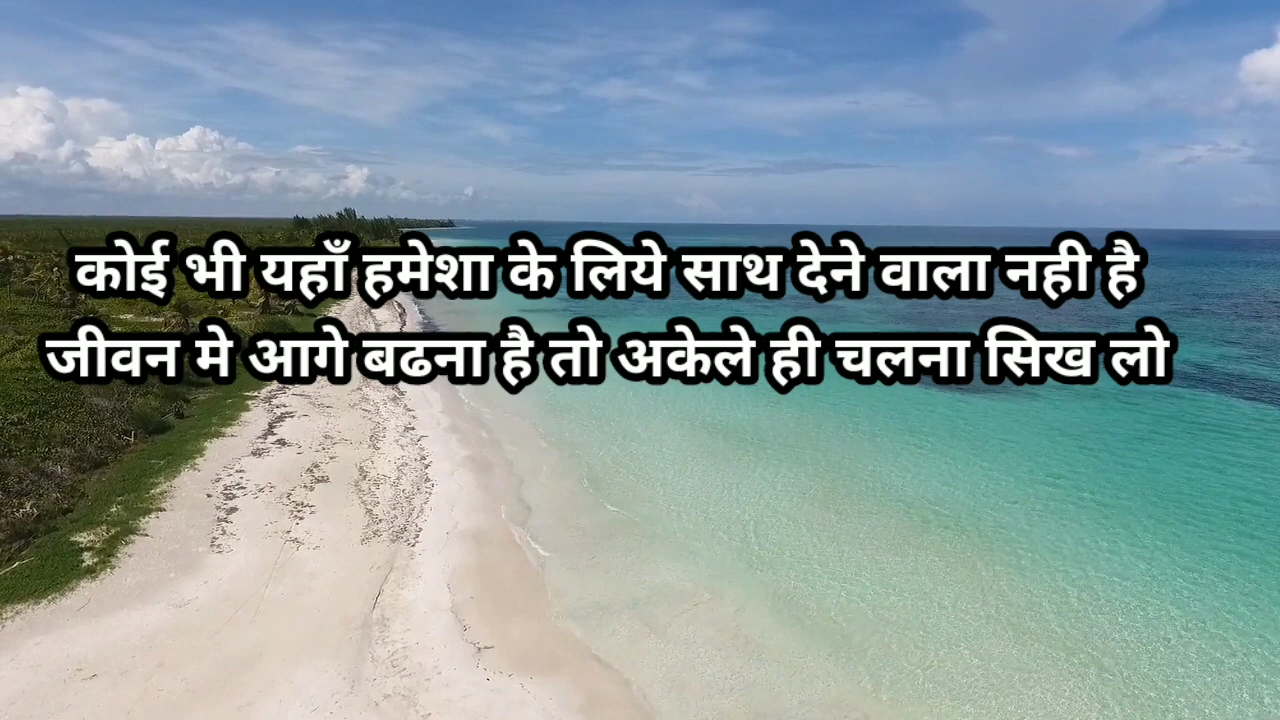 कोई भी यहाँ हमेशा के लिये साथ देने वाला नही है
जीवन मे आगे बढना है तो अकेले ही चलना सिख लो